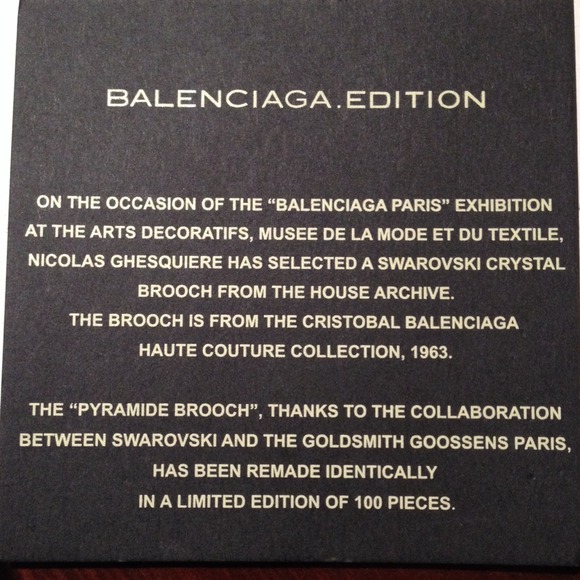 BALENCIAGA.EDITION
ON THE OCCASION OF THE “BALENCIAGA PARIS” EXHIBITION
AT THE ARTS DECORATIFS, MUSEE DE LA MODE ET DU TEXTILE,
NICOLAS GHESQUIERE HAS SELECTED A SWAROVSKI CRYSTAL
BROOCH FROM THE HOUSE ARCHIVE.
THE BROOCH IS FROM THE CRISTOBAL BALENCIAGA
HAUTE COUTURE COLLECTION, 1963.
THE “PYRAMIDE BROOCH”, THANKS TO THE COLLABORATION
BETWEEN SWAROVSKI AND THE GOLDSMITH GOOSSENS PARIS,
HAS BEEN REMADE IDENTICALLY
IN A LIMITED EDITION OF 100 PIECES.